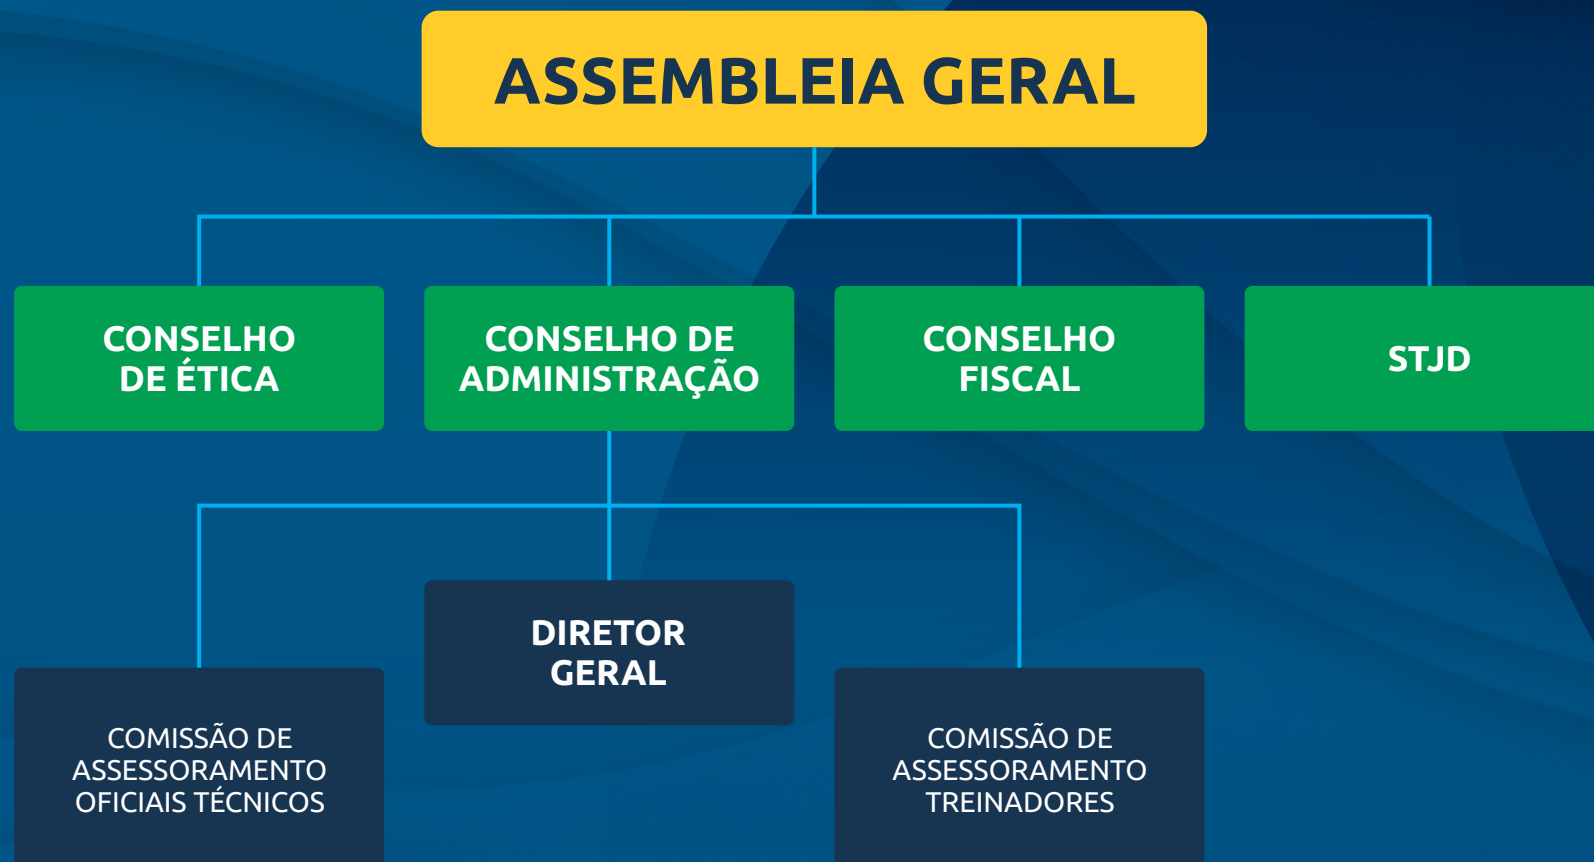 ASSEMBLEIA GERAL
CONSELHO
DE ÉTICA
CONSELHO DE
ADMINISTRAÇÃO
CONSELHO
FISCAL
STJD
DIRETOR
GERAL
COMISSÃO DE
ASSESSORAMENTO
OFICIAIS TÉCNICOS
COMISSÃO DE
ASSESSORAMENTO
TREINADORES